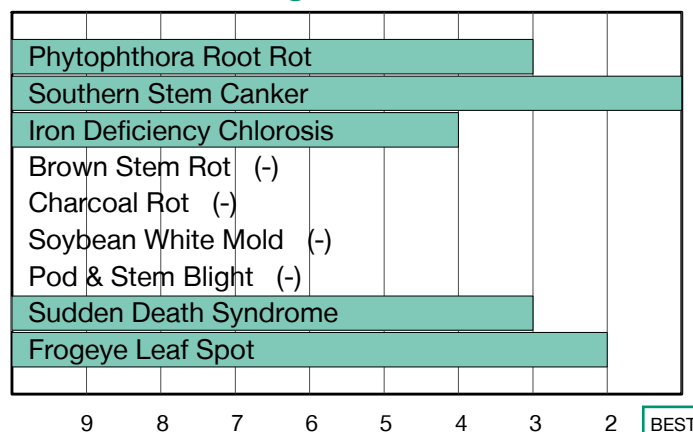 Phytophthora Root Rot
Southern Stem Canker
Iron Deficiency Chlorosis
Brown Stem Rot (-)
Charcoal Rot (-)
Soybean White Mold (-)
Pod & Stem Blight (-)
Sudden Death Syndrome
Frogeye Leaf Spot
9 8 7 6 5 4 3 2 BEST